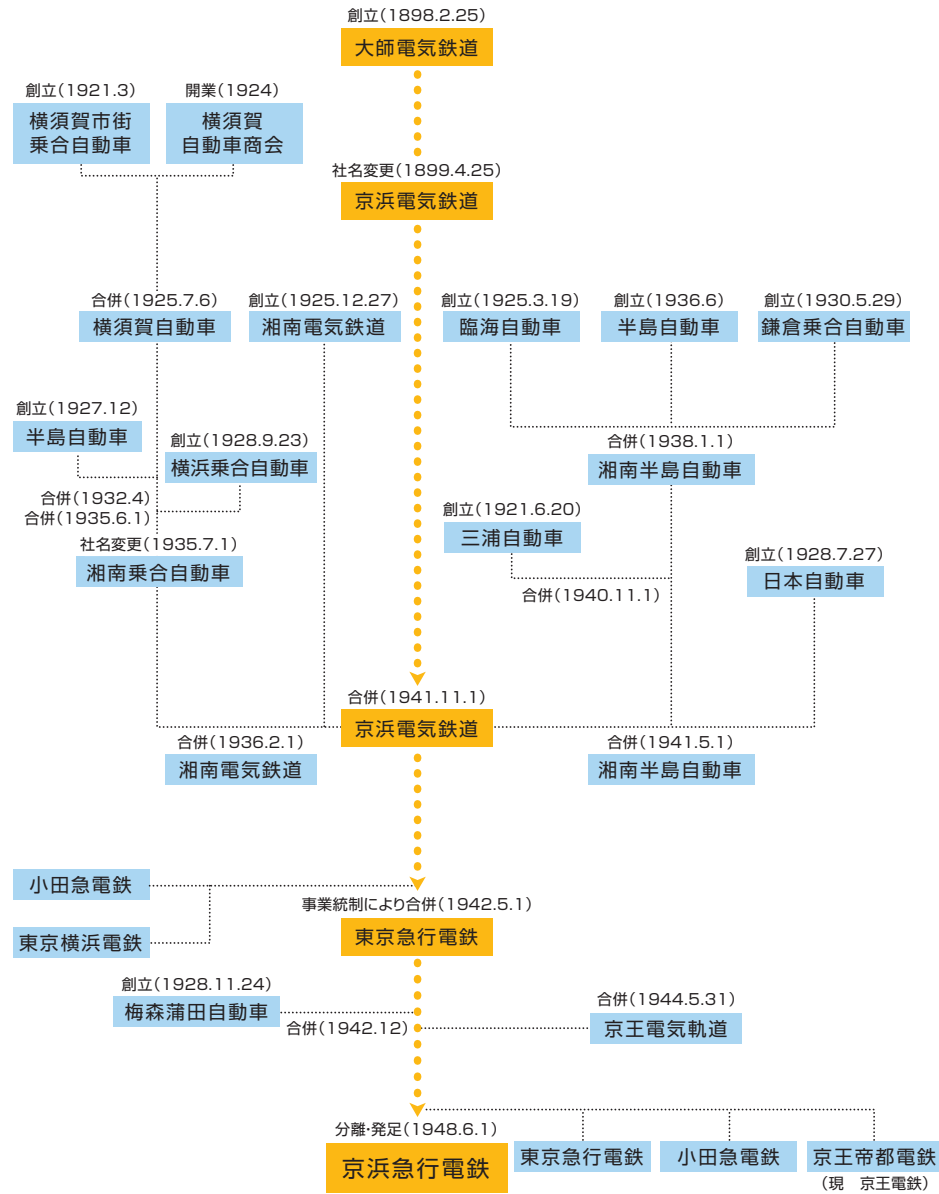 創立(1898.2.25)
大師電気鉄道
創立(1921.3)
横須賀市街
乗合自動車
開業(1924)
横須賀
自動車商会
社名変更(1899.4.25)
京浜電気鉄道
合併(1925.7.6)
横須賀自動車
創立(1925.12.27)
湘南電気鉄道
創立(1925.3.19)
臨海自動車
創立(1936.6)
半島自動車
創立(1930.5.29)
鎌倉乗合自動車
創立(1927.12)
半島自動車
創立(1928.9.23)
横浜乗合自動車
合併(1938.1.1)
湘南半島自動車
合併(1932.4)
合併(1935.6.1)
創立(1921.6.20)
三浦自動車
社名変更(1935.7.1)
湘南乗合自動車
創立(1928.7.27)
日本自動車
合併(1940.11.1)
合併(1941.11.1)
京浜電気鉄道
合併(1936.2.1)
湘南電気鉄道
合併(1941.5.1)
湘南半島自動車
小田急電鉄
東京横浜電鉄
事業統制により合併(1942.5.1)
東京急行電鉄
創立(1928.11.24)
梅森蒲田自動車
合併(1942.12)
合併(1944.5.31)
京王電気軌道
分離・発足(1948.6.1)
京浜急行電鉄
東京急行電鉄
小田急電鉄
京王帝都電鉄
(現 京王電鉄)